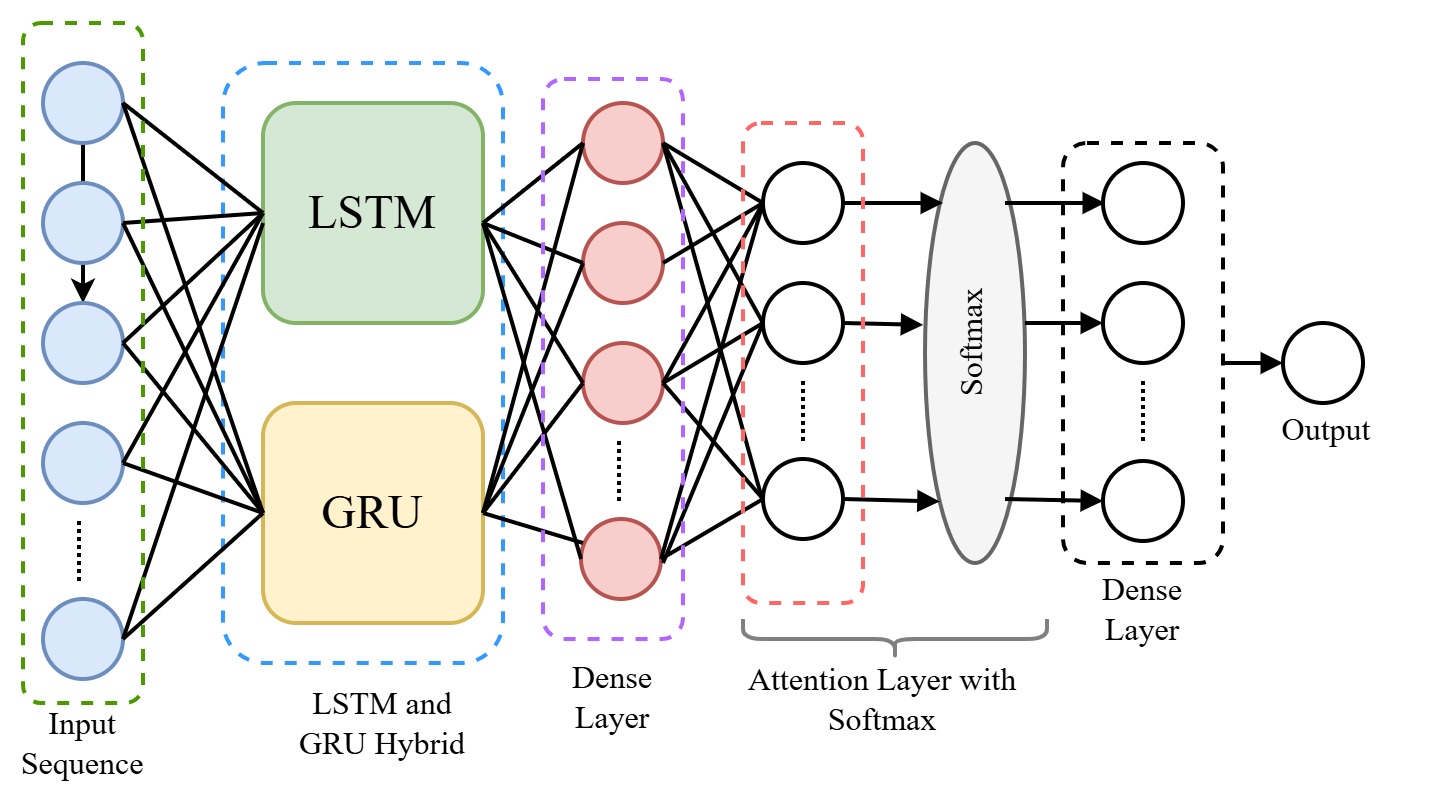 LSTM
GRU
Softmax
Input
Sequence
LSTM and
GRU Hybrid
Dense
Layer
Attention Layer with
Softmax
Dense
Layer
Output